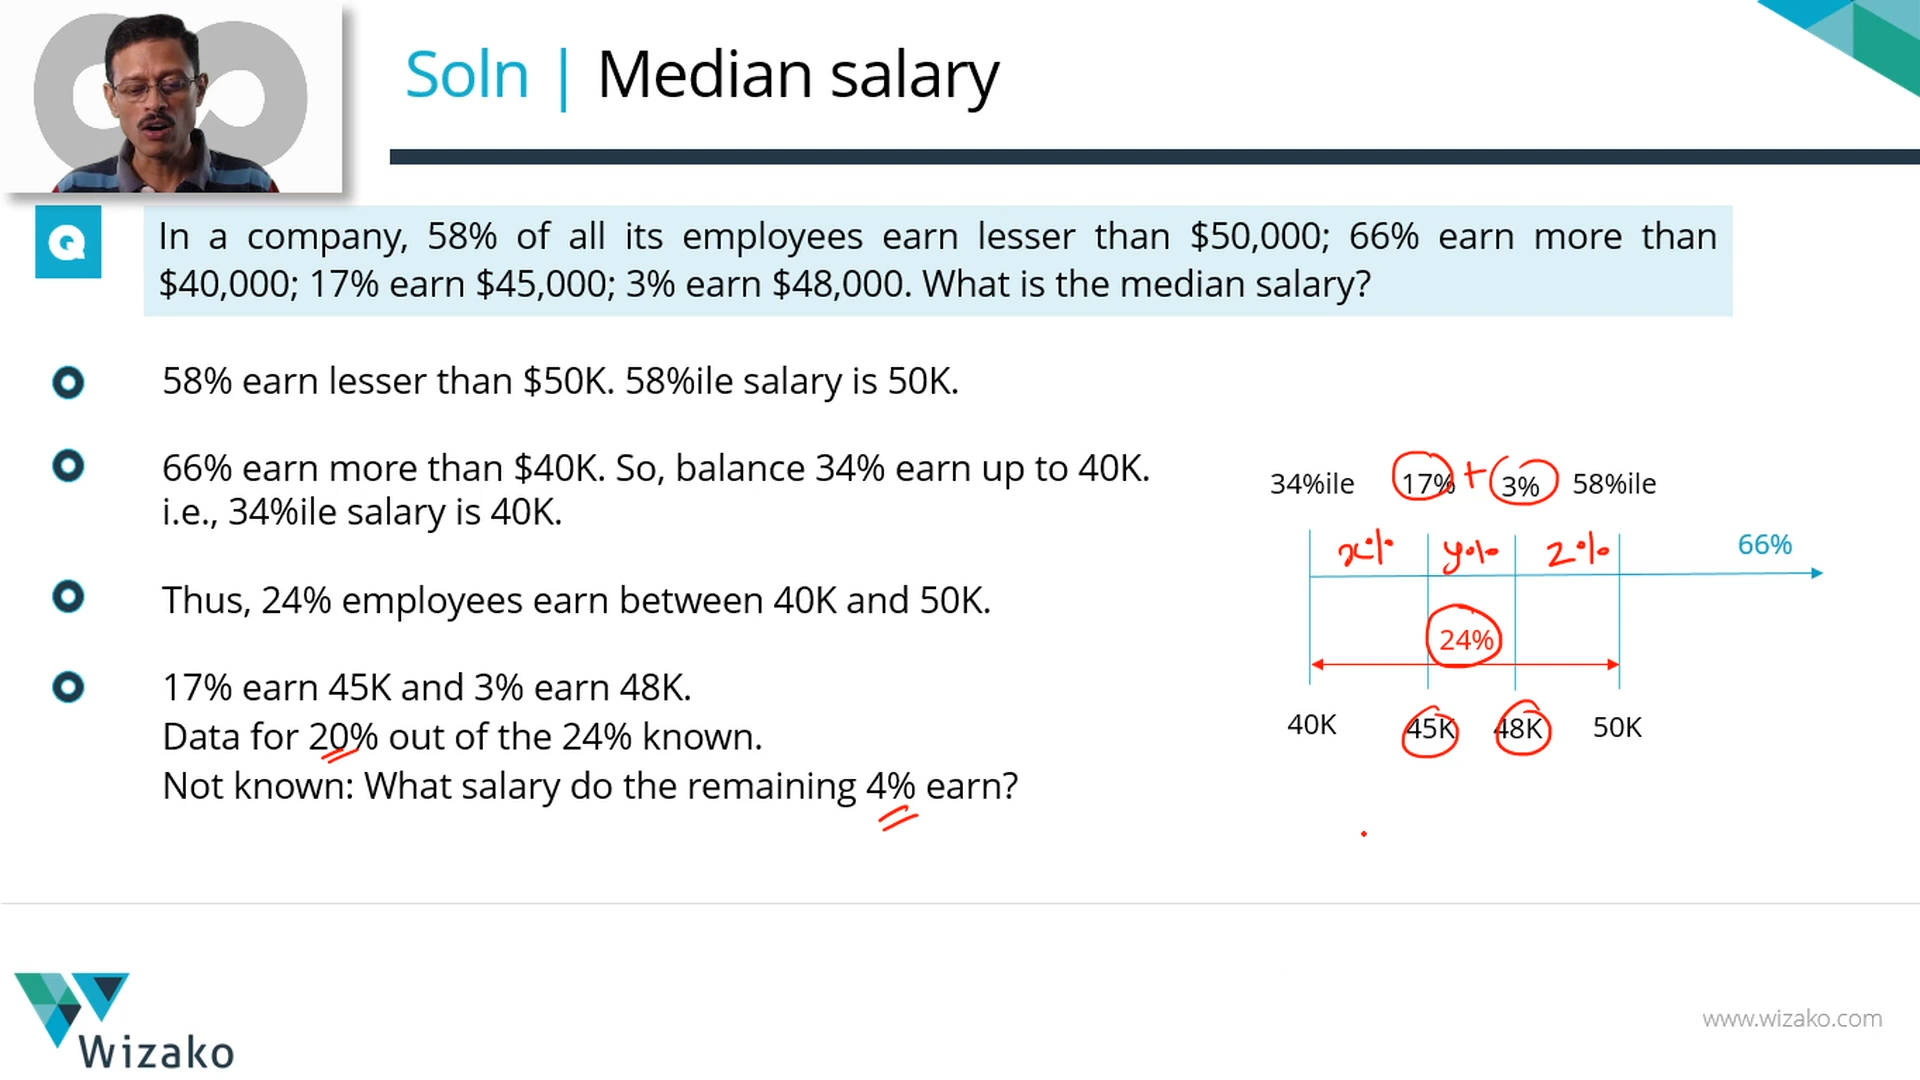 Soln | Median salary
Q
In a company, 58% of all its employees earn lesser than $50,000; 66% earn more than
$40,000; 17% earn $45,000; 3% earn $48,000. What is the median salary?
58% earn lesser than $50K. 58%ile salary is 50K.
66% earn more than $40K. So, balance 34% earn up to 40K.
i.e., 34%ile salary is 40K.
Thus, 24% employees earn between 40K and 50K.
17% earn 45K and 3% earn 48K.
Data for 20% out of the 24% known.
Not known: What salary do the remaining 4% earn?
34%ile 17% + 3% 58%ile
x% y% z% 66%
24%
40K 45K 48K 50K
Wizako
www.wizako.com